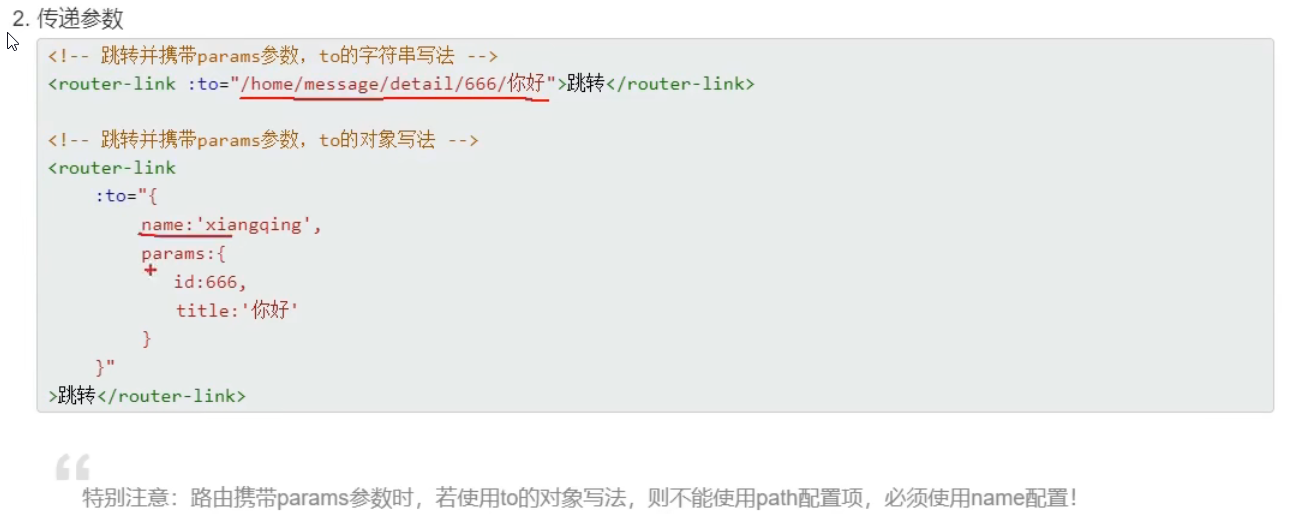 2. 传递参数
<!-- 跳转并携带params参数，to的字符串写法 -->
<router-link :to="/home/message/detail/666/你好">跳转</router-link>
<!-- 跳转并携带params参数，to的对象写法 -->
<router-link
:to="{
name:'xiangqing',
params:{
id:666,
title:'你好'
}
}"
>跳转</router-link>
“
特别注意：路由携带params参数时，若使用to的对象写法，则不能使用path配置项，必须使用name配置！